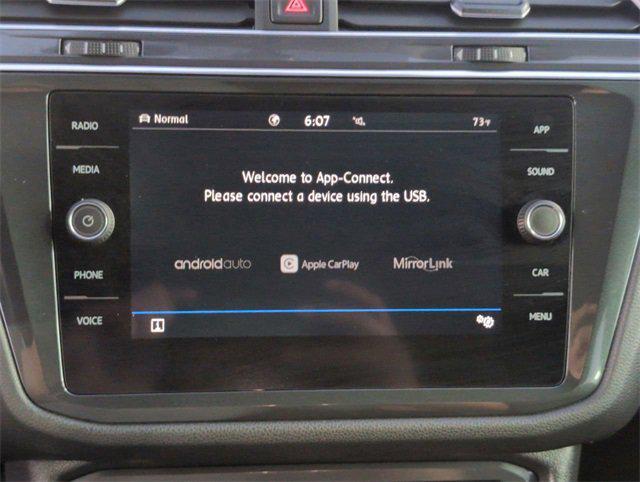 RADIO
MEDIA
PHONE
VOICE
Normal
6:07
73°F
Welcome to App-Connect.
Please connect a device using the USB.
androidauto
Apple CarPlay
MirrorLink
APP
SOUND
CAR
MENU